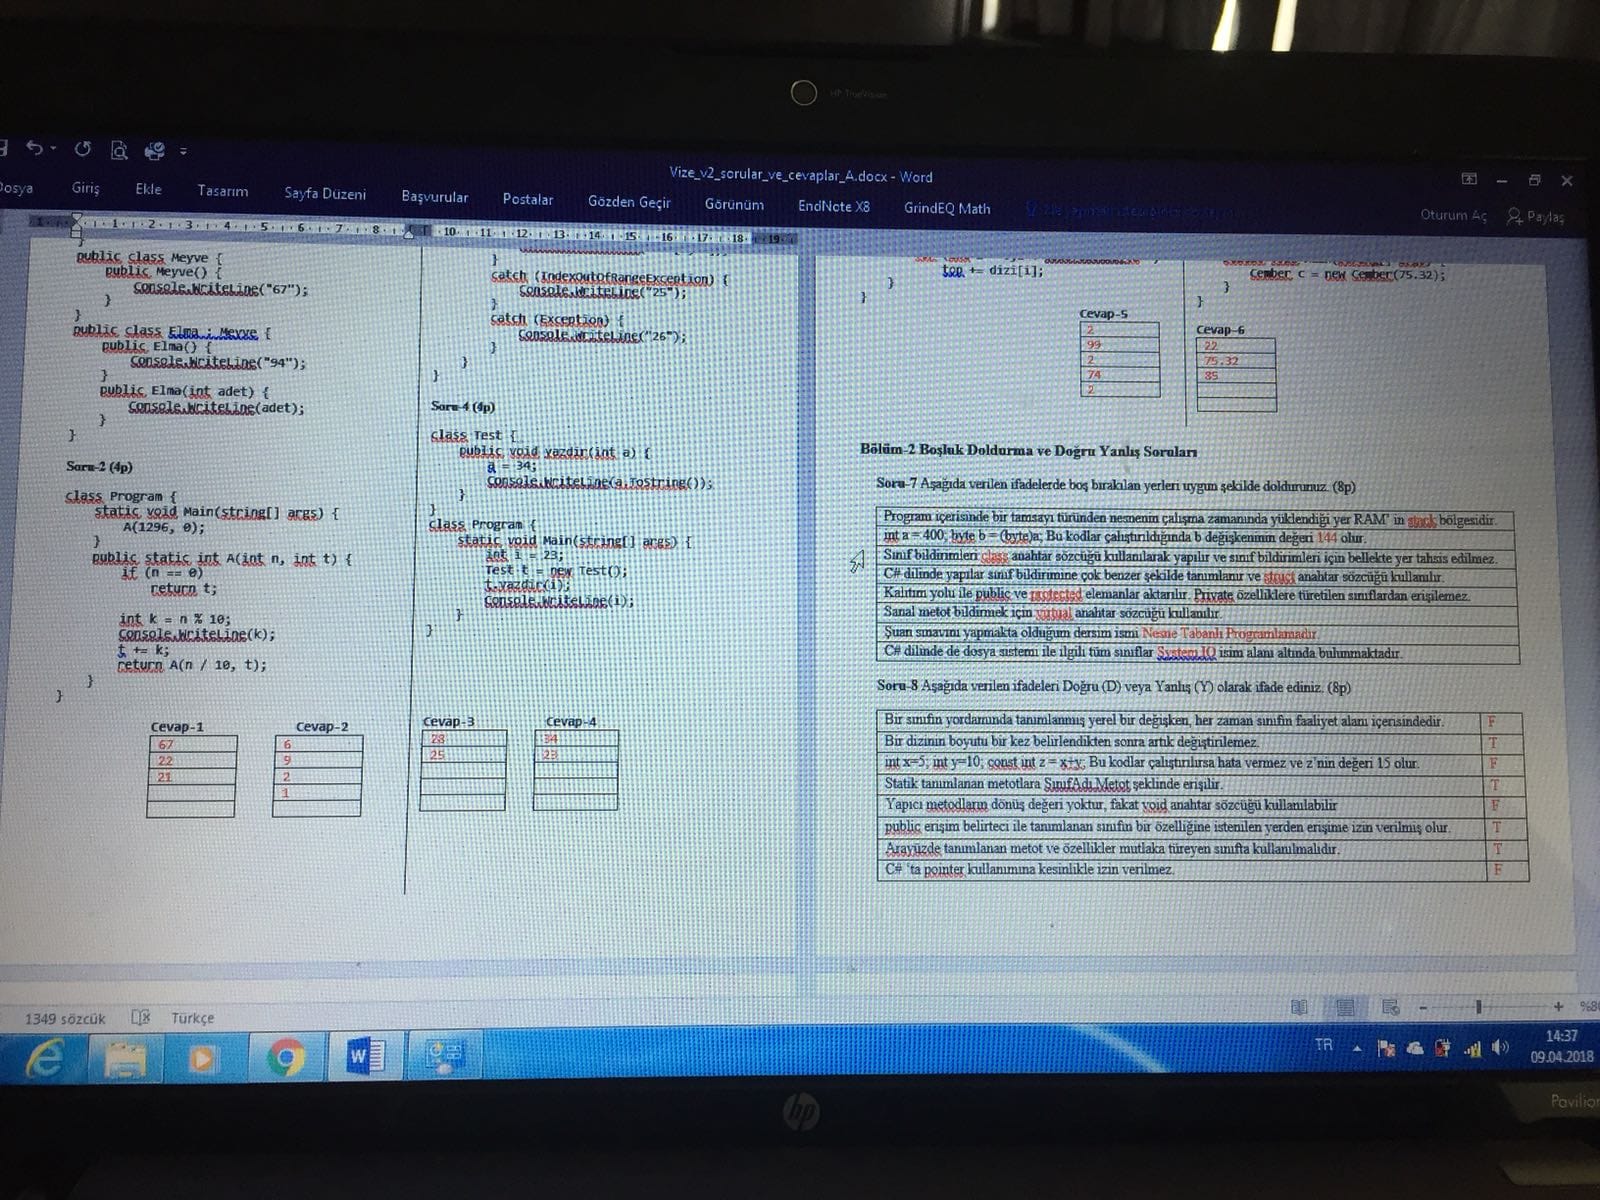 HP TrueVision
Vize_v2_sorular_ve_cevaplar_A.docx - Word
Dosya Giriş Ekle Tasarım Sayfa Düzeni Başvurular Postalar Gözden Geçir Görünüm EndNote X8 GrindEQ Math
Oturum Aç Paylaş
public class Meyve {
public Meyve() {
Console.WriteLine("67");
}
}
public class Elma : Meyve {
public Elma() {
Console.WriteLine("94");
}
public Elma(int adet) {
Console.WriteLine(adet);
}
}
Soru-2 (4p)
class Program {
static void Main(string[] args) {
A(1296, 0);
}
public static int A(int n, int t) {
if (n == 0)
return t;
int k = n % 10;
Console.WriteLine(k);
t += k;
return A(n / 10, t);
}
}
Cevap-1
67
22
21
Cevap-2
6
9
2
1
}
catch (IndexOutOfRangeException) {
Console.WriteLine("25");
}
catch (Exception) {
Console.WriteLine("26");
}
}
}
Soru-4 (4p)
class Test {
public void yazdir(int a) {
a = 34;
Console.WriteLine(a.ToString());
}
}
class Program {
static void Main(string[] args) {
int i = 23;
Test t = new Test();
t.yazdir(i);
Console.WriteLine(i);
}
}
Cevap-3
28
25
Cevap-4
34
23
top += dizi[i];
}
}
Cevap-5
2
99
2
74
2
Cember c = new Cember(75.32);
}
}
Cevap-6
22
75.32
85
Bölüm-2 Boşluk Doldurma ve Doğru Yanlış Soruları
Soru-7 Aşağıda verilen ifadelerde boş bırakılan yerleri uygun şekilde doldurunuz. (8p)
Program içerisinde bir tamsayı türünden nesnenin çalışma zamanında yüklendiği yer RAM' in stack bölgesidir.
int a = 400; byte b = (byte)a; Bu kodlar çalıştırıldığında b değişkeninin değeri 144 olur.
Sınıf bildirimleri class anahtar sözcüğü kullanılarak yapılır ve sınıf bildirimleri için bellekte yer tahsis edilmez.
C# dilinde yapılar sınıf bildirimine çok benzer şekilde tanımlanır ve struct anahtar sözcüğü kullanılır.
Kalıtım yolu ile public ve protected elemanlar aktarılır. Private özelliklere türetilen sınıflardan erişilemez.
Sanal metot bildirmek için virtual anahtar sözcüğü kullanılır.
Şuan sınavını yapmakta olduğum dersim ismi Nesne Tabanlı Programlamadır.
C# dilinde de dosya sistemi ile ilgili tüm sınıflar System.IO isim alanı altında bulunmaktadır.
Soru-8 Aşağıda verilen ifadeleri Doğru (D) veya Yanlış (Y) olarak ifade ediniz. (8p)
Bir sınıfın yordamında tanımlanmış yerel bir değişken, her zaman sınıfın faaliyet alanı içerisindedir. F
Bir dizinin boyutu bir kez belirlendikten sonra artık değiştirilemez. T
int x=5; int y=10; const int z = x+y; Bu kodlar çalıştırılırsa hata vermez ve z'nin değeri 15 olur. F
Statik tanımlanan metotlara SınıfAdı.Metot şeklinde erişilir. T
Yapıcı metodların dönüş değeri yoktur, fakat void anahtar sözcüğü kullanılabilir F
public erişim belirteci ile tanımlanan sınıfın bir özelliğine istenilen yerden erişime izin verilmiş olur. T
Arayüzde tanımlanan metot ve özellikler mutlaka türeyen sınıfta kullanılmalıdır. T
C# 'ta pointer kullanımına kesinlikle izin verilmez. F
1349 sözcük Türkçe
TR
14:37
09.04.2018
hp
Pavilion